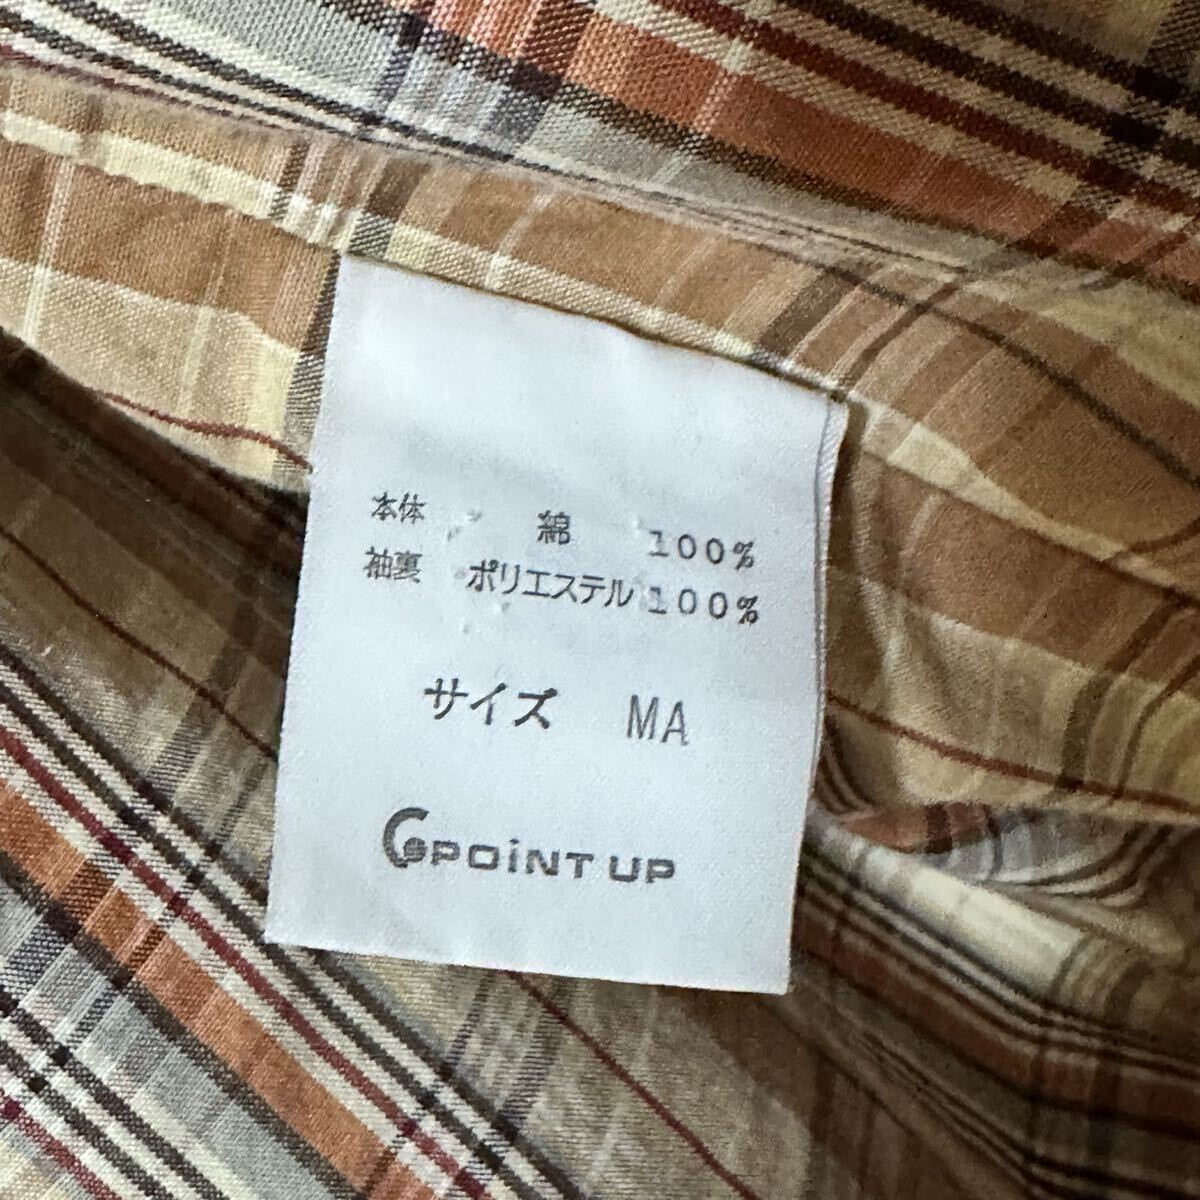 本体 綿 100%
袖裏 ポリエステル 100%
サイズ MA
POiNT UP